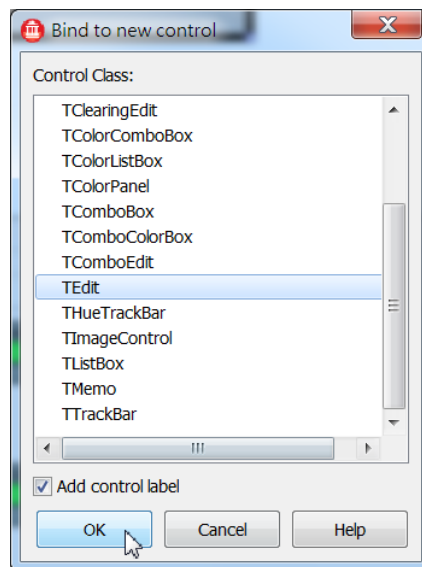 Bind to new control
Control Class:
TClearingEdit
TColorComboBox
TColorListBox
TColorPanel
TComboBox
TComboColorBox
TComboEdit
TEdit
THueTrackBar
TImageControl
TListBox
TMemo
TTrackBar
Add control label
OK
Cancel
Help